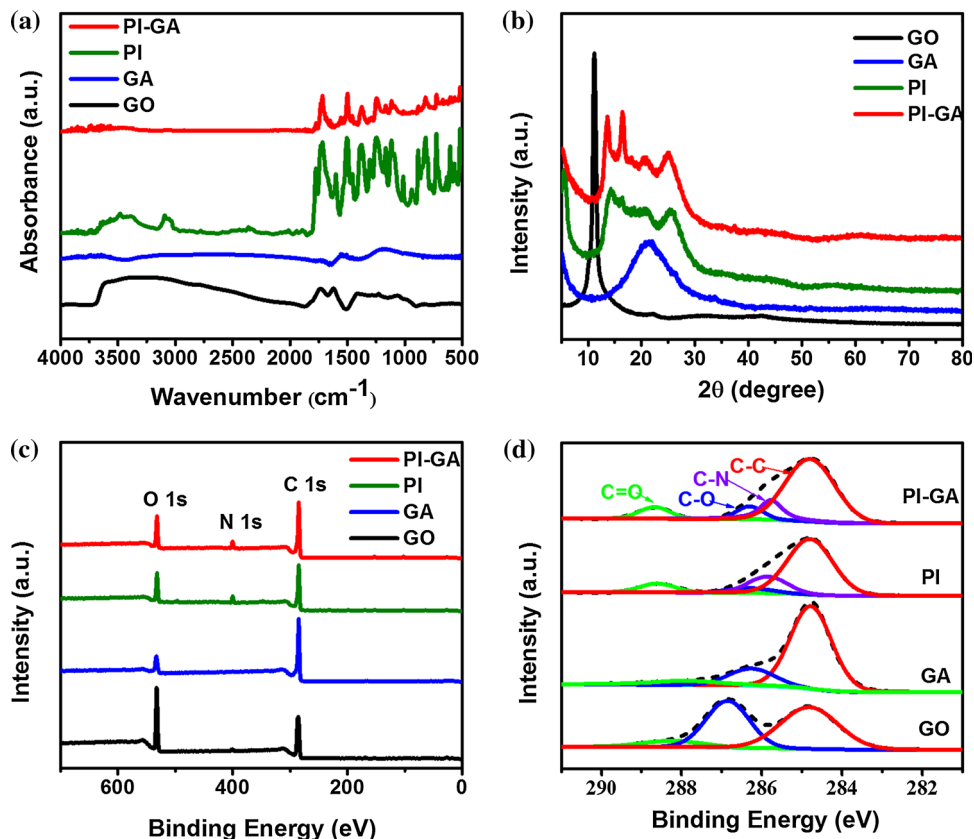 (a)
PI-GA
PI
GA
GO
Absorbance (a.u.)
4000 3500 3000 2500 2000 1500 1000 500
Wavenumber (cm⁻¹)
(b)
GO
GA
PI
PI-GA
Intensity (a.u.)
10 20 30 40 50 60 70 80
2θ (degree)
(c)
PI-GA
PI
GA
GO
O 1s
N 1s
C 1s
Intensity (a.u.)
600 400 200 0
Binding Energy (eV)
(d)
C=O
C-O
C-N
C-C
PI-GA
PI
GA
GO
Intensity (a.u.)
290 288 286 284 282
Binding Energy (eV)